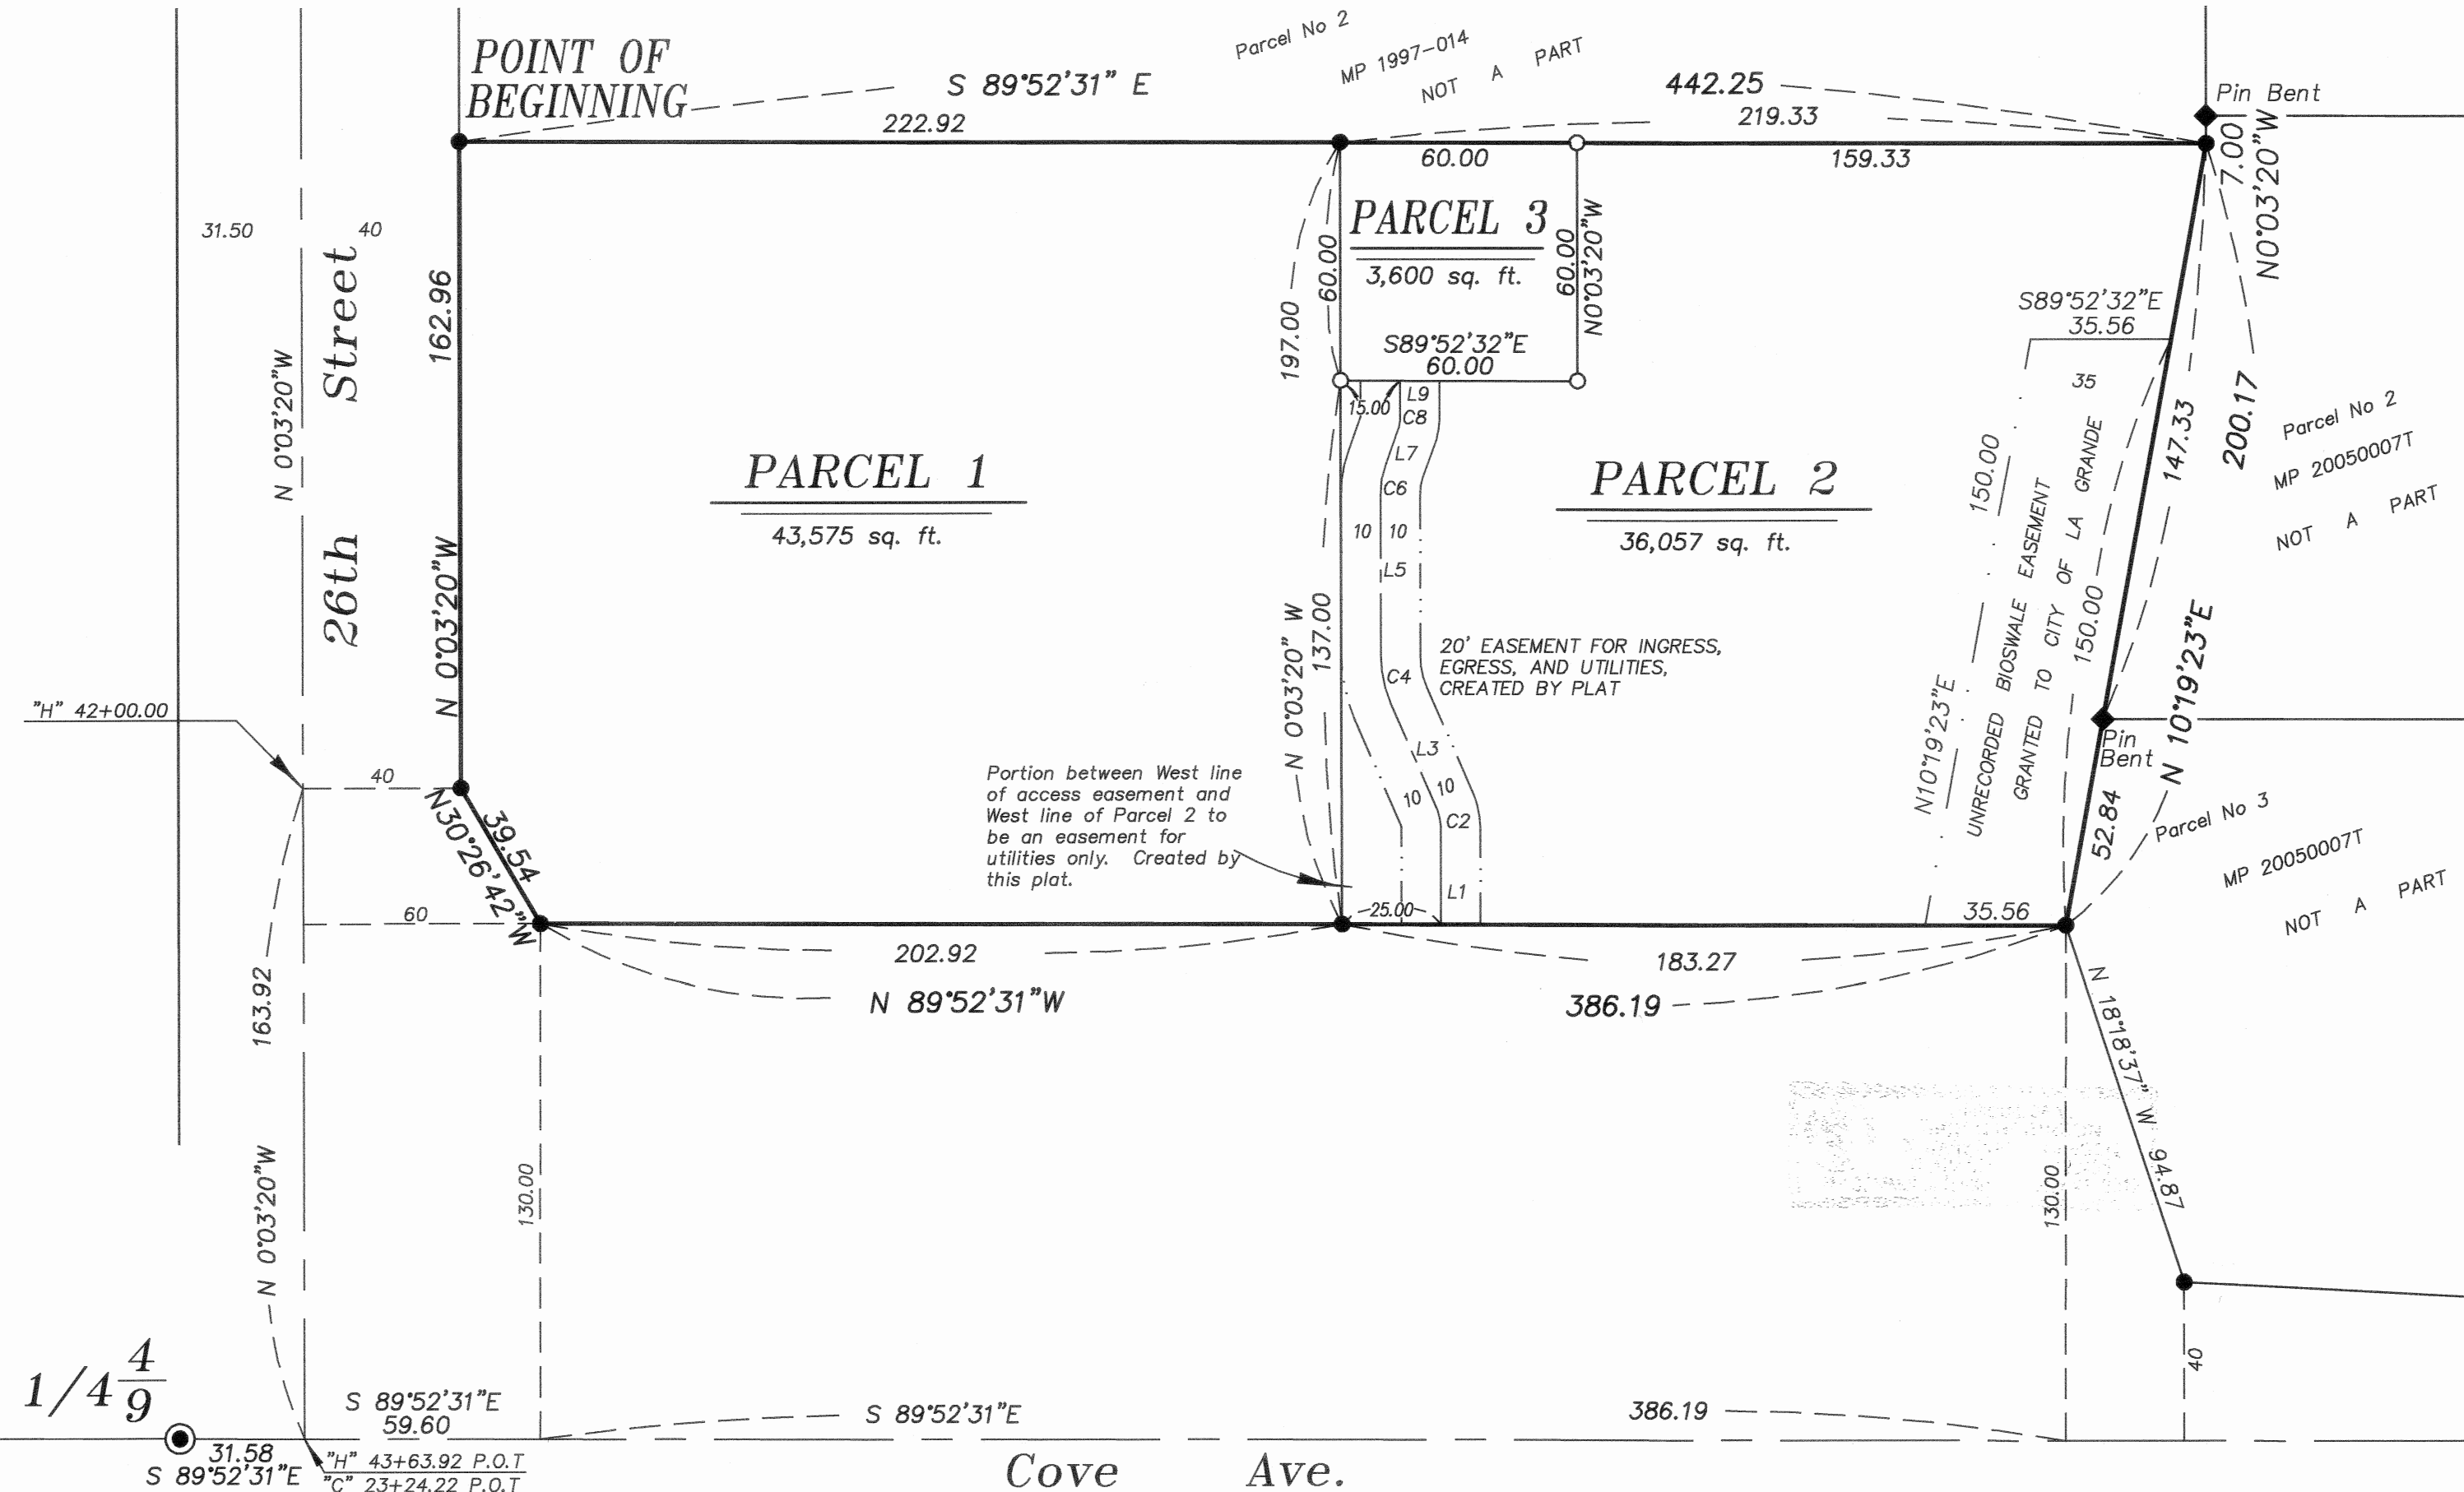 POINT OF
BEGINNING
S 89°52'31" E
222.92
Parcel No 2
MP 1997-014
NOT A PART
442.25
219.33
60.00
159.33
Pin Bent
7.00
N0°03'20"W
31.50
40
26th Street
N 0°03'20"W
162.96
N 0°03'20"W
PARCEL 3
3,600 sq. ft.
60.00
197.00
60.00
N0°03'20"W
S89°52'32"E
60.00
S89°52'32"E
35.56
35
15.00
L9
C8
L7
C6
10
10
L5
C4
L3
10
10
C2
L1
25.00
PARCEL 1
43,575 sq. ft.
PARCEL 2
36,057 sq. ft.
137.00
N 0°03'20" W
20' EASEMENT FOR INGRESS,
EGRESS, AND UTILITIES,
CREATED BY PLAT
Portion between West line
of access easement and
West line of Parcel 2 to
be an easement for
utilities only. Created by
this plat.
150.00
N10°19'23"E
UNRECORDED BIOSWALE EASEMENT
GRANTED TO CITY OF LA GRANDE
150.00
147.33
200.17
N 10°19'23"E
Pin
Bent
52.84
Parcel No 2
MP 20050007T
NOT A PART
Parcel No 3
MP 20050007T
NOT A PART
"H" 42+00.00
40
39.54
N30°26'42"W
60
202.92
N 89°52'31"W
183.27
386.19
35.56
163.92
N 0°03'20"W
130.00
130.00
N 18°18'37" W 94.87
40
1/4 4
9
31.58
S 89°52'31"E
S 89°52'31"E
59.60
"H" 43+63.92 P.O.T
"C" 23+24.22 P.O.T
S 89°52'31"E
386.19
Cove Ave.